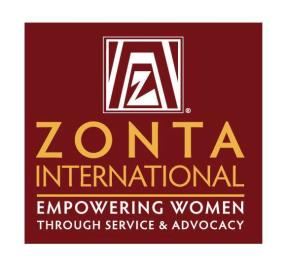 Z
®
ZONTA
INTERNATIONAL
EMPOWERING WOMEN
THROUGH SERVICE & ADVOCACY